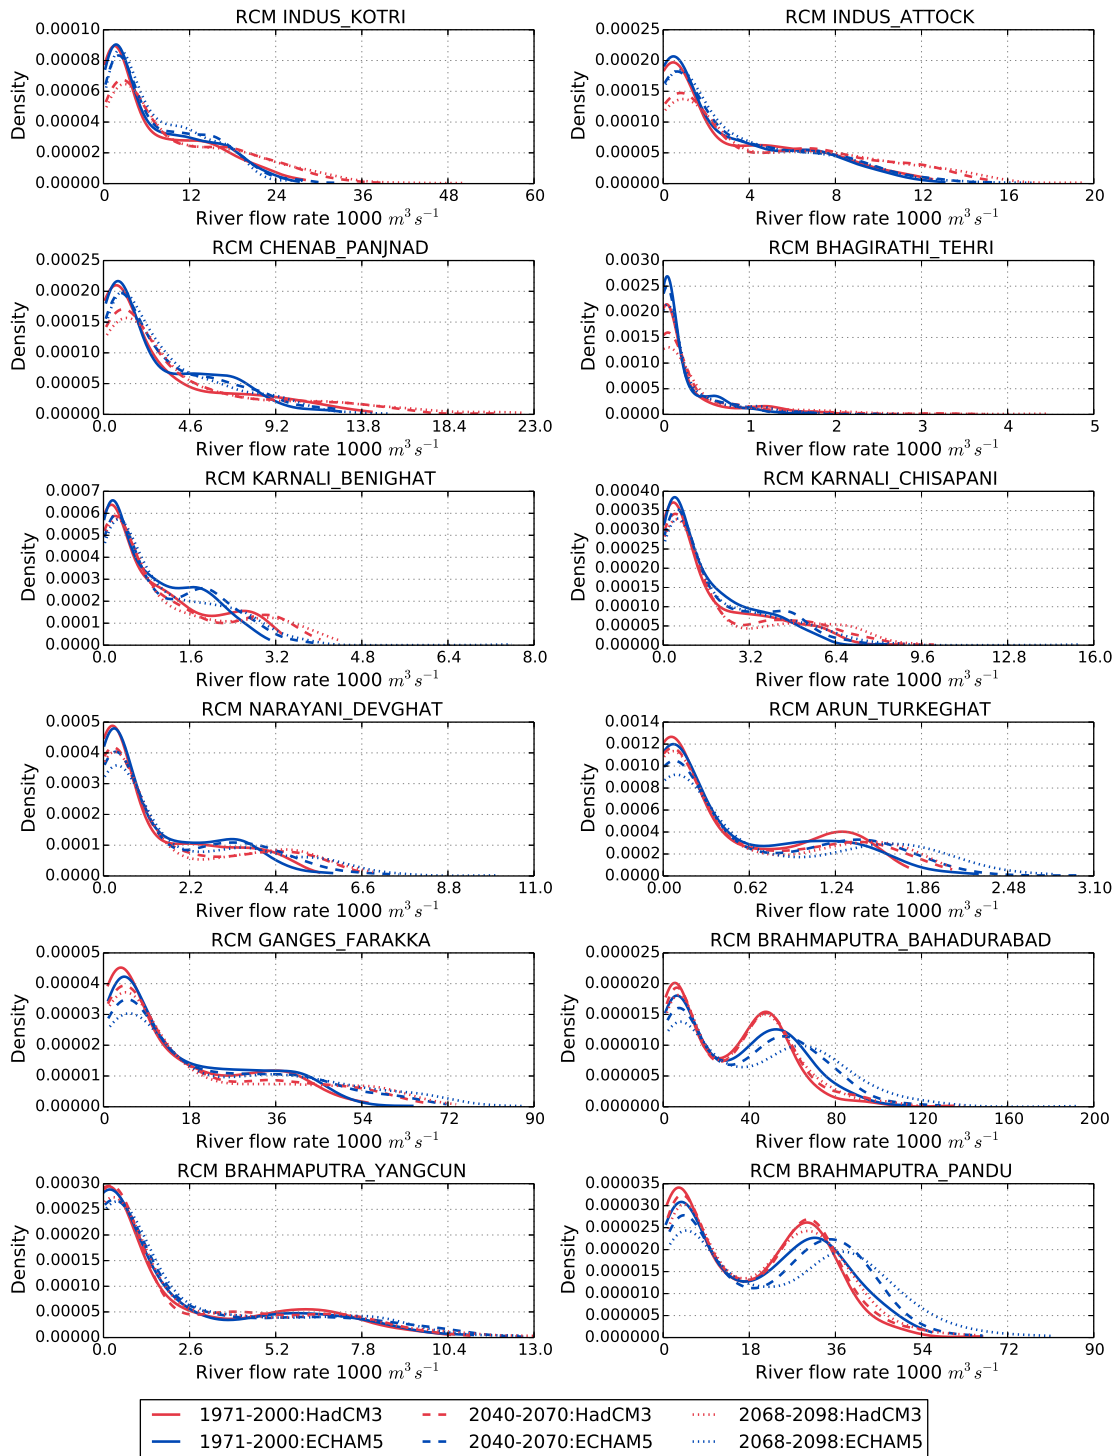 RCM INDUS_KOTRI
0.00010
0.00008
0.00006
0.00004
0.00002
0.00000
Density
0 12 24 36 48 60
River flow rate 1000 m³s⁻¹
RCM INDUS_ATTOCK
0.00025
0.00020
0.00015
0.00010
0.00005
0.00000
Density
0 4 8 12 16 20
River flow rate 1000 m³s⁻¹
RCM CHENAB_PANJNAD
0.00025
0.00020
0.00015
0.00010
0.00005
0.00000
Density
0.0 4.6 9.2 13.8 18.4 23.0
River flow rate 1000 m³s⁻¹
RCM BHAGIRATHI_TEHRI
0.0030
0.0025
0.0020
0.0015
0.0010
0.0005
0.0000
Density
0 1 2 3 4 5
River flow rate 1000 m³s⁻¹
RCM KARNALI_BENIGHAT
0.0007
0.0006
0.0005
0.0004
0.0003
0.0002
0.0001
0.0000
Density
0.0 1.6 3.2 4.8 6.4 8.0
River flow rate 1000 m³s⁻¹
RCM KARNALI_CHISAPANI
0.00040
0.00035
0.00030
0.00025
0.00020
0.00015
0.00010
0.00005
0.00000
Density
0.0 3.2 6.4 9.6 12.8 16.0
River flow rate 1000 m³s⁻¹
RCM NARAYANI_DEVGHAT
0.0005
0.0004
0.0003
0.0002
0.0001
0.0000
Density
0.0 2.2 4.4 6.6 8.8 11.0
River flow rate 1000 m³s⁻¹
RCM ARUN_TURKEGHAT
0.0014
0.0012
0.0010
0.0008
0.0006
0.0004
0.0002
0.0000
Density
0.00 0.62 1.24 1.86 2.48 3.10
River flow rate 1000 m³s⁻¹
RCM GANGES_FARAKKA
0.00005
0.00004
0.00003
0.00002
0.00001
0.00000
Density
0 18 36 54 72 90
River flow rate 1000 m³s⁻¹
RCM BRAHMAPUTRA_BAHADURABAD
0.000025
0.000020
0.000015
0.000010
0.000005
0.000000
Density
0 40 80 120 160 200
River flow rate 1000 m³s⁻¹
RCM BRAHMAPUTRA_YANGCUN
0.00030
0.00025
0.00020
0.00015
0.00010
0.00005
0.00000
Density
0.0 2.6 5.2 7.8 10.4 13.0
River flow rate 1000 m³s⁻¹
RCM BRAHMAPUTRA_PANDU
0.000035
0.000030
0.000025
0.000020
0.000015
0.000010
0.000005
0.000000
Density
0 18 36 54 72 90
River flow rate 1000 m³s⁻¹
1971-2000:HadCM3 2040-2070:HadCM3 2068-2098:HadCM3
1971-2000:ECHAM5 2040-2070:ECHAM5 2068-2098:ECHAM5